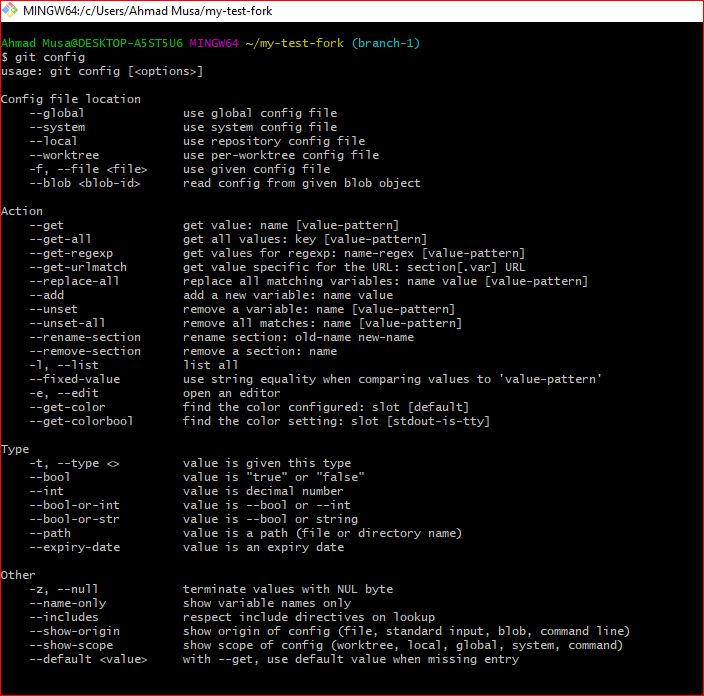 MINGW64:/c/Users/Ahmad Musa/my-test-fork
Ahmad Musa@DESKTOP-A5ST5U6 MINGW64 ~/my-test-fork (branch-1)
$ git config
usage: git config [<options>]
Config file location
    --global              use global config file
    --system              use system config file
    --local               use repository config file
    --worktree            use per-worktree config file
    -f, --file <file>     use given config file
    --blob <blob-id>      read config from given blob object
Action
    --get                 get value: name [value-pattern]
    --get-all             get all values: key [value-pattern]
    --get-regexp          get values for regexp: name-regex [value-pattern]
    --get-urlmatch        get value specific for the URL: section[.var] URL
    --replace-all         replace all matching variables: name value [value-pattern]
    --add                 add a new variable: name value
    --unset               remove a variable: name [value-pattern]
    --unset-all           remove all matches: name [value-pattern]
    --rename-section      rename section: old-name new-name
    --remove-section      remove a section: name
    -l, --list            list all
    --fixed-value         use string equality when comparing values to 'value-pattern'
    -e, --edit            open an editor
    --get-color           find the color configured: slot [default]
    --get-colorbool       find the color setting: slot [stdout-is-tty]
Type
    -t, --type <>         value is given this type
    --bool                value is "true" or "false"
    --int                 value is decimal number
    --bool-or-int         value is --bool or --int
    --bool-or-str         value is --bool or string
    --path                value is a path (file or directory name)
    --expiry-date         value is an expiry date
Other
    -z, --null            terminate values with NUL byte
    --name-only           show variable names only
    --includes            respect include directives on lookup
    --show-origin         show origin of config (file, standard input, blob, command line)
    --show-scope          show scope of config (worktree, local, global, system, command)
    --default <value>     with --get, use default value when missing entry